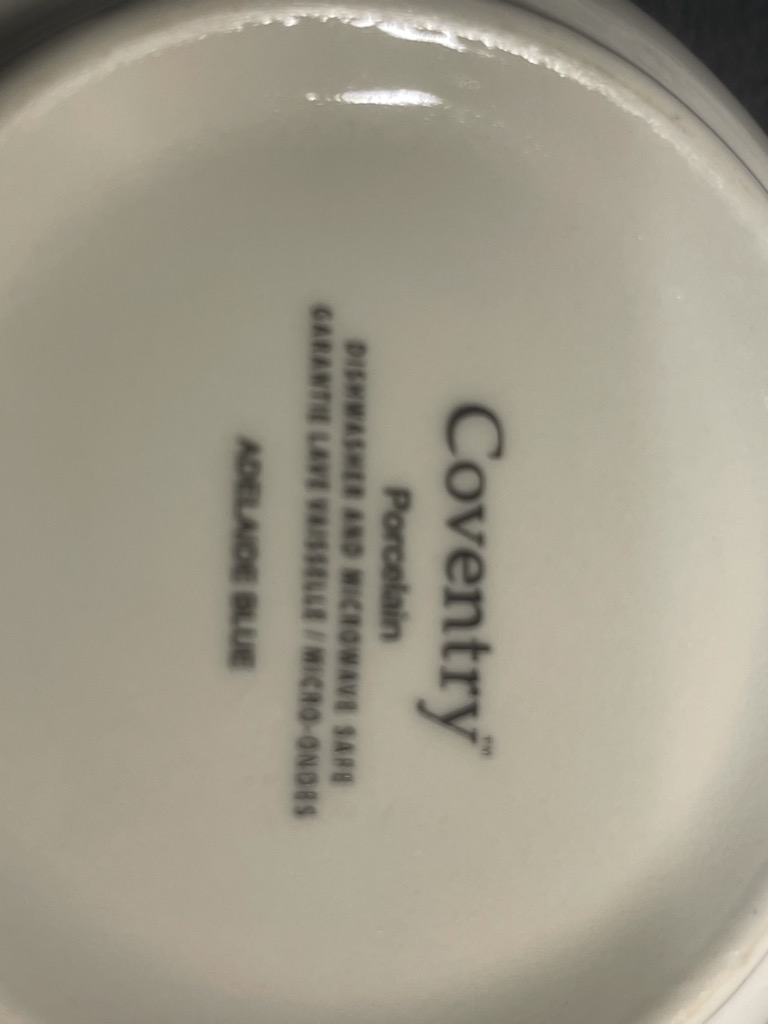 Coventry™
Porcelain
DISHWASHER AND MICROWAVE SAFE
GARANTIE LAVE VAISSELLE / MICRO-ONDES
ADELAIDE BLUE